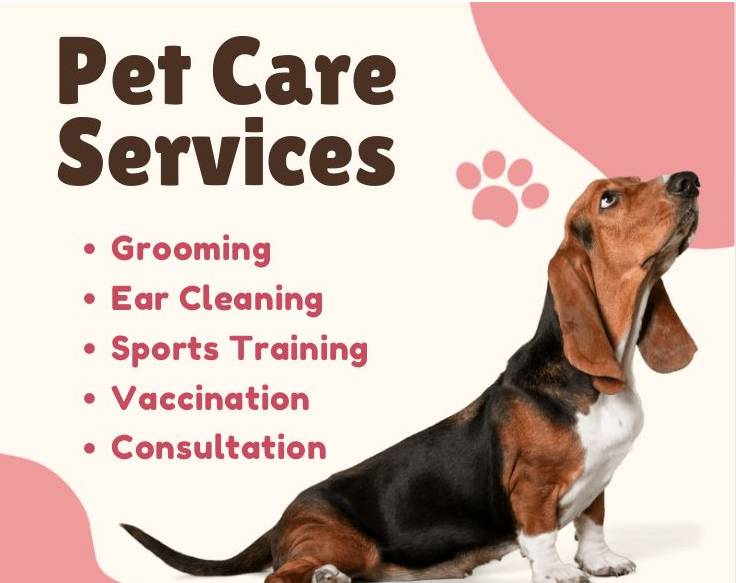 Pet Care
Services
• Grooming
• Ear Cleaning
• Sports Training
• Vaccination
• Consultation